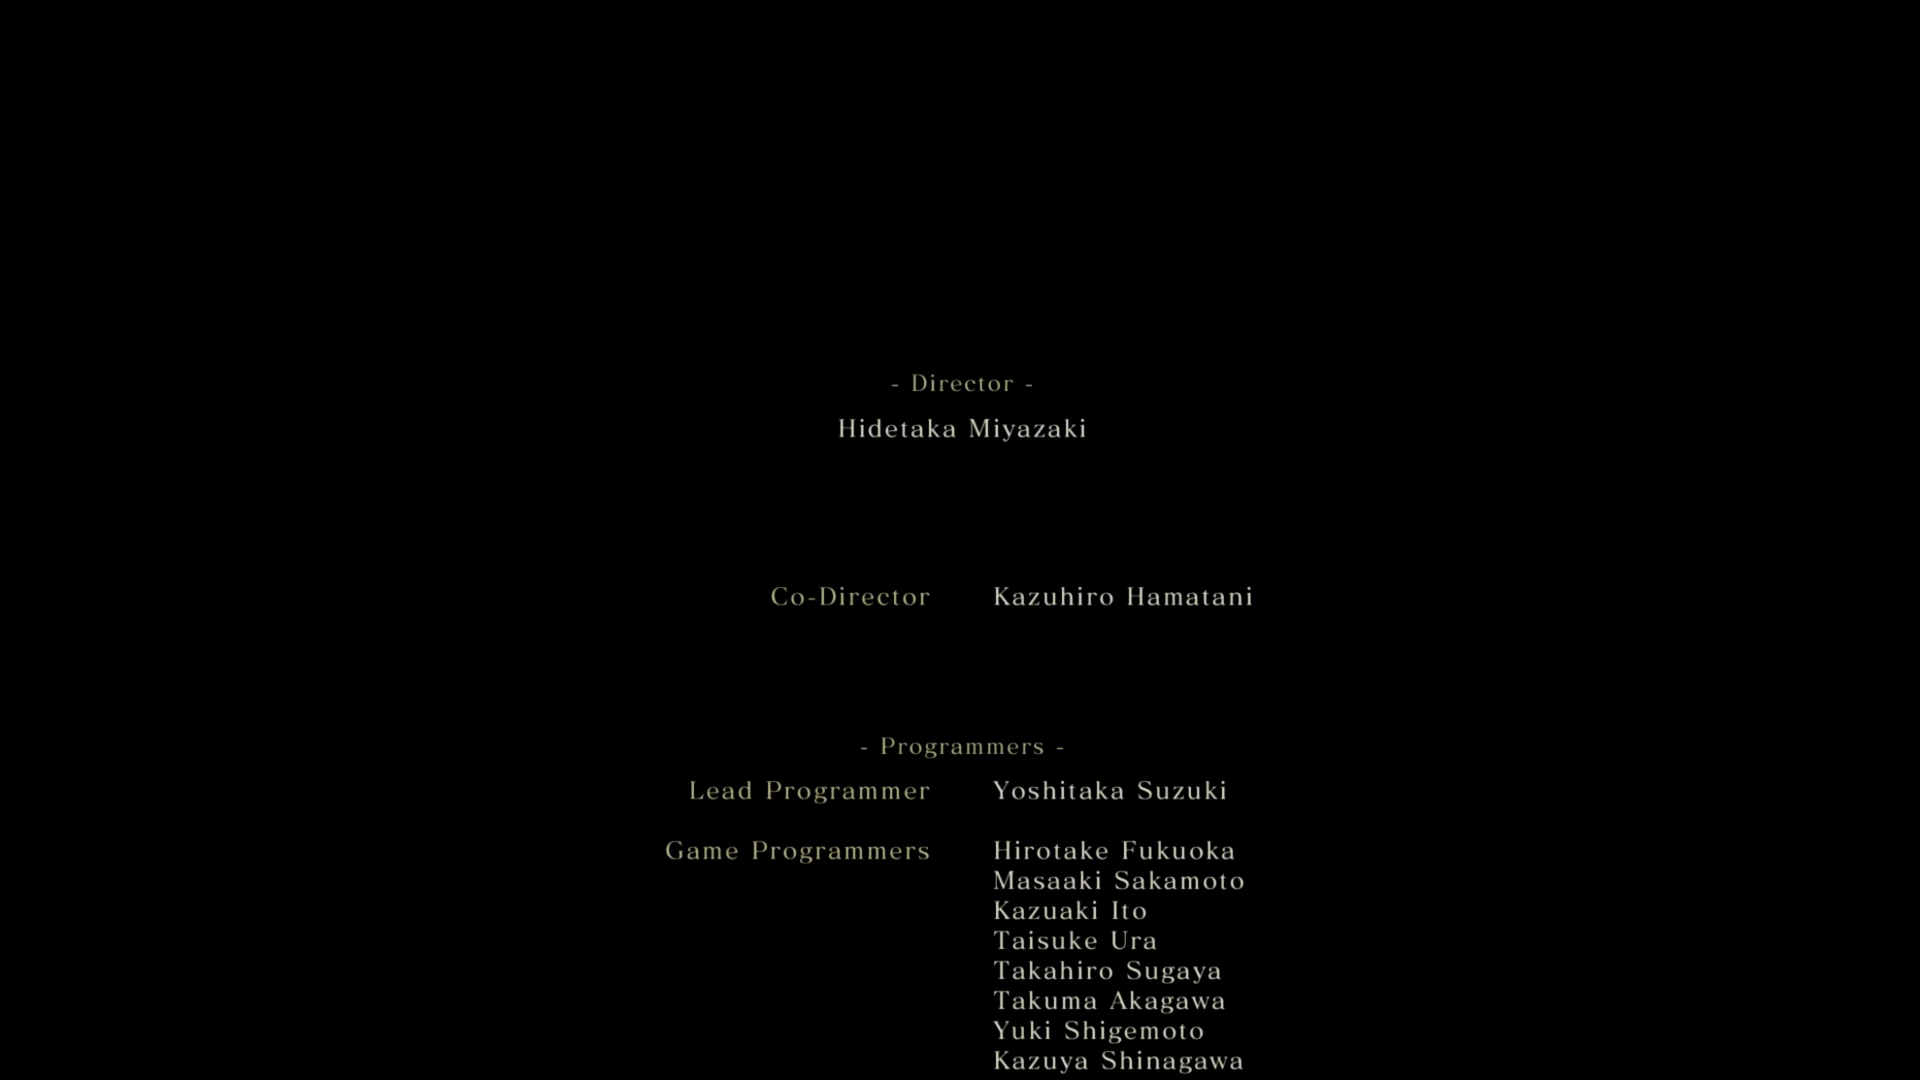 - Director -
Hidetaka Miyazaki
Co-Director Kazuhiro Hamatani
- Programmers -
Lead Programmer Yoshitaka Suzuki
Game Programmers Hirotake Fukuoka
Masaaki Sakamoto
Kazuaki Ito
Taisuke Ura
Takahiro Sugaya
Takuma Akagawa
Yuki Shigemoto
Kazuya Shinagawa